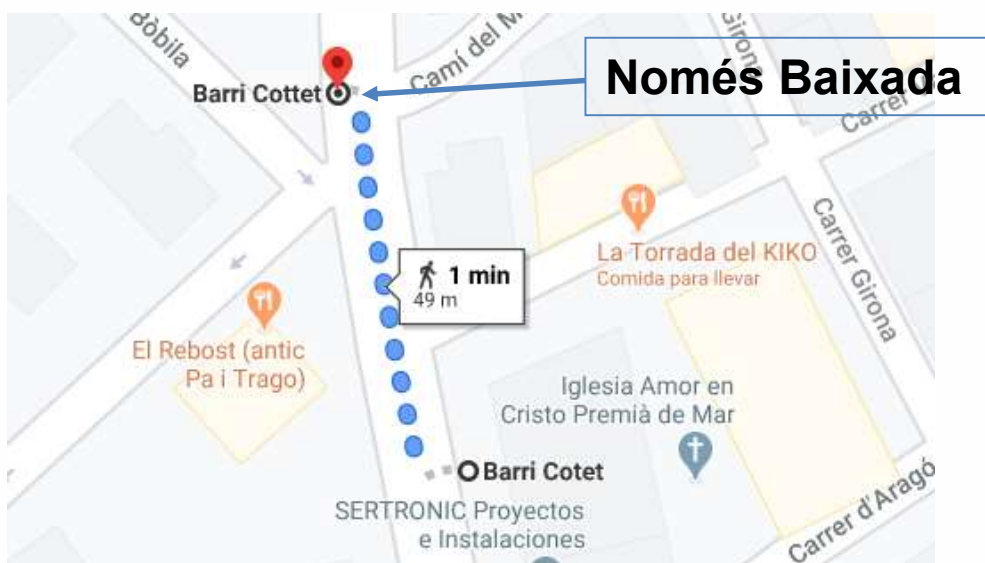 Bòbila
Camí del M
Girona
Només Baixada
Barri Cottet
Carrer
Carrer Girona
La Torrada del KIKO
Comida para llevar
1 min
49 m
El Rebost (antic
Pa i Trago)
Iglesia Amor en
Cristo Premià de Mar
Barri Cotet
SERTRONIC Proyectos
e Instalaciones
Carrer d'Aragó